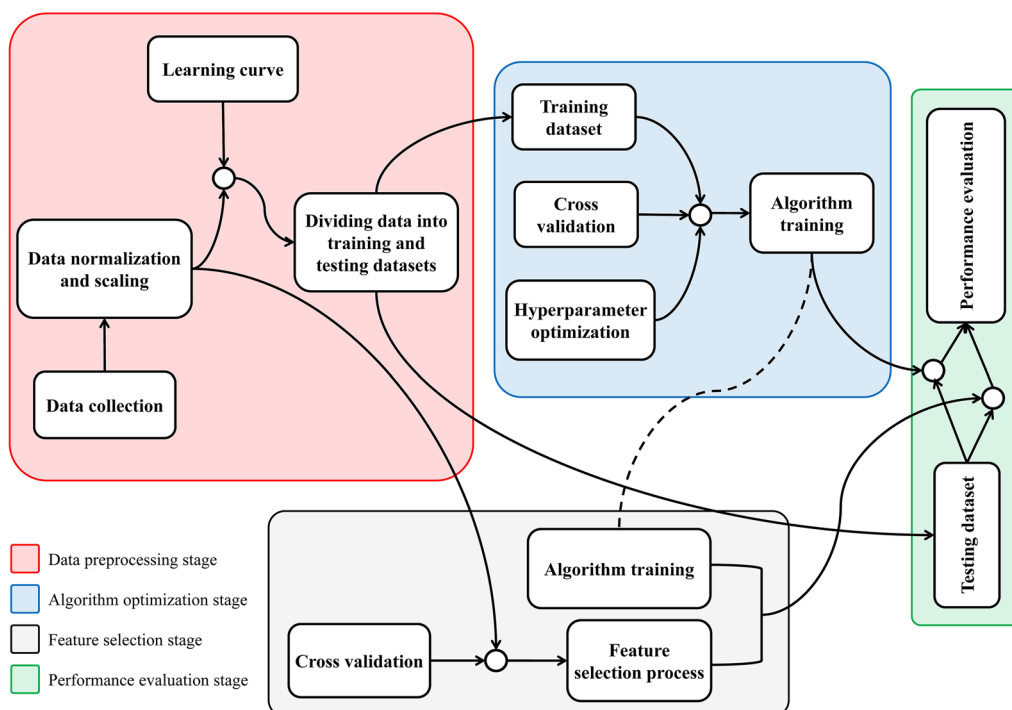 Learning curve
Data normalization
and scaling
Data collection
Dividing data into
training and
testing datasets
Training
dataset
Cross
validation
Hyperparameter
optimization
Algorithm
training
Performance evaluation
Testing dataset
Algorithm training
Cross validation
Feature
selection process
Data preprocessing stage
Algorithm optimization stage
Feature selection stage
Performance evaluation stage